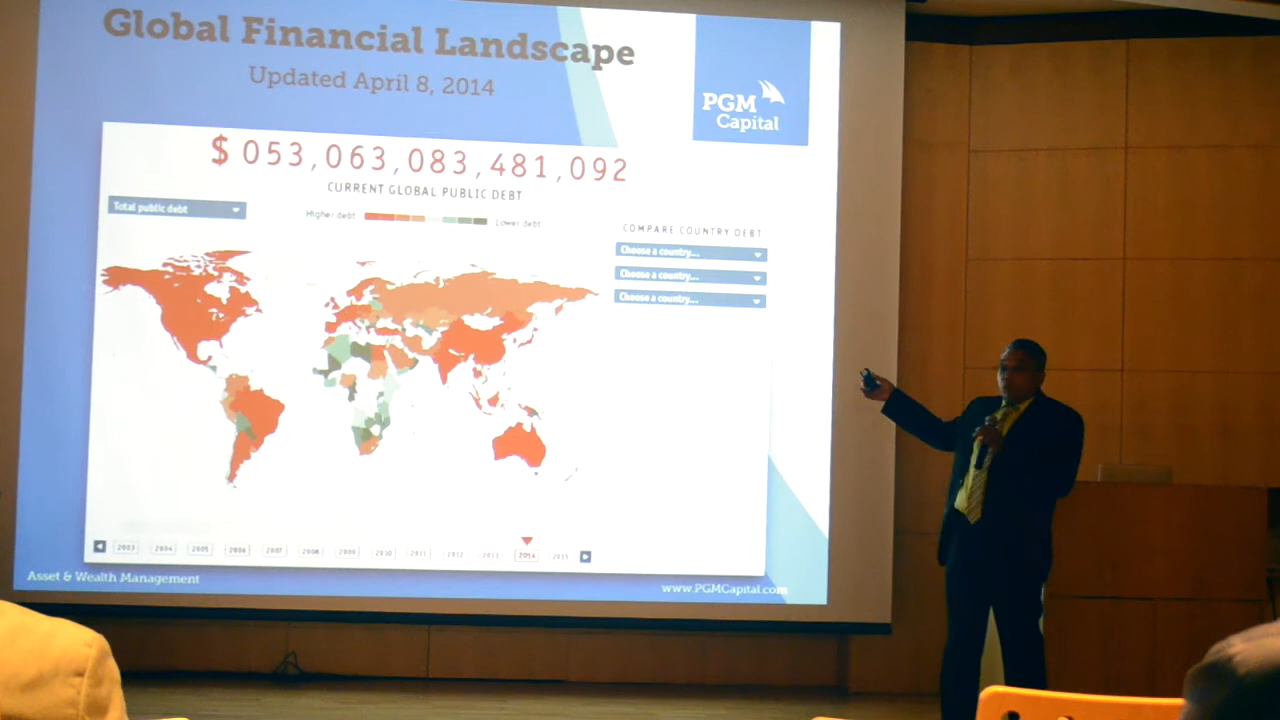 Global Financial Landscape
Updated April 8, 2014
PGM
Capital
$ 053,063,083,481,092
CURRENT GLOBAL PUBLIC DEBT
Total public debt
Higher debt
Lower debt
COMPARE COUNTRY DEBT
Choose a country...
Choose a country...
Choose a country...
2003 2004 2005 2006 2007 2008 2009 2010 2011 2012 2013 2014 2015
Asset & Wealth Management
www.PGMCapital.com